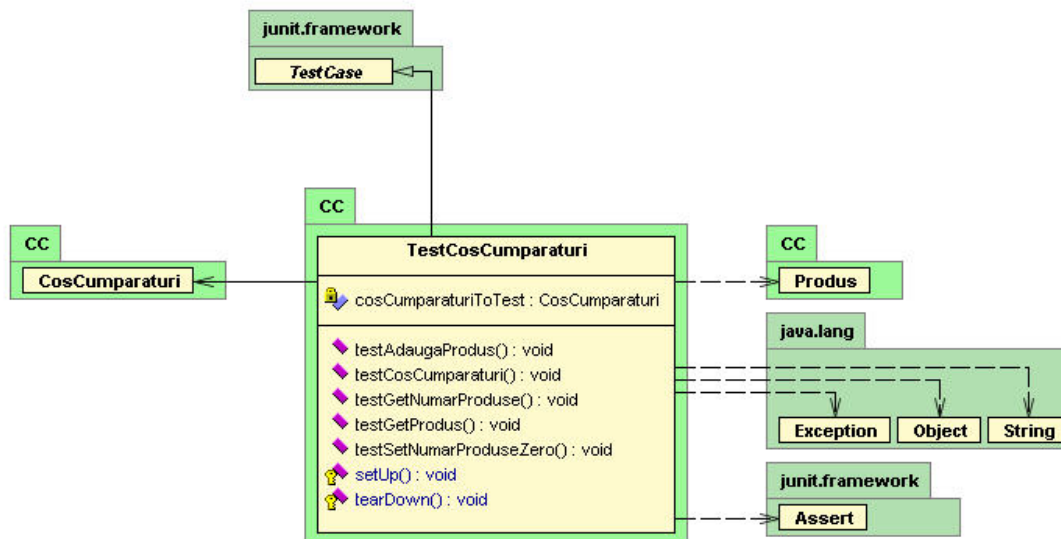 junit.framework
TestCase
CC
CosCumparaturi
CC
TestCosCumparaturi
cosCumparaturiToTest : CosCumparaturi
testAdaugaProdus() : void
testCosCumparaturi() : void
testGetNumarProduse() : void
testGetProdus() : void
testSetNumarProduseZero() : void
setUp() : void
tearDown() : void
CC
Produs
java.lang
Exception Object String
junit.framework
Assert